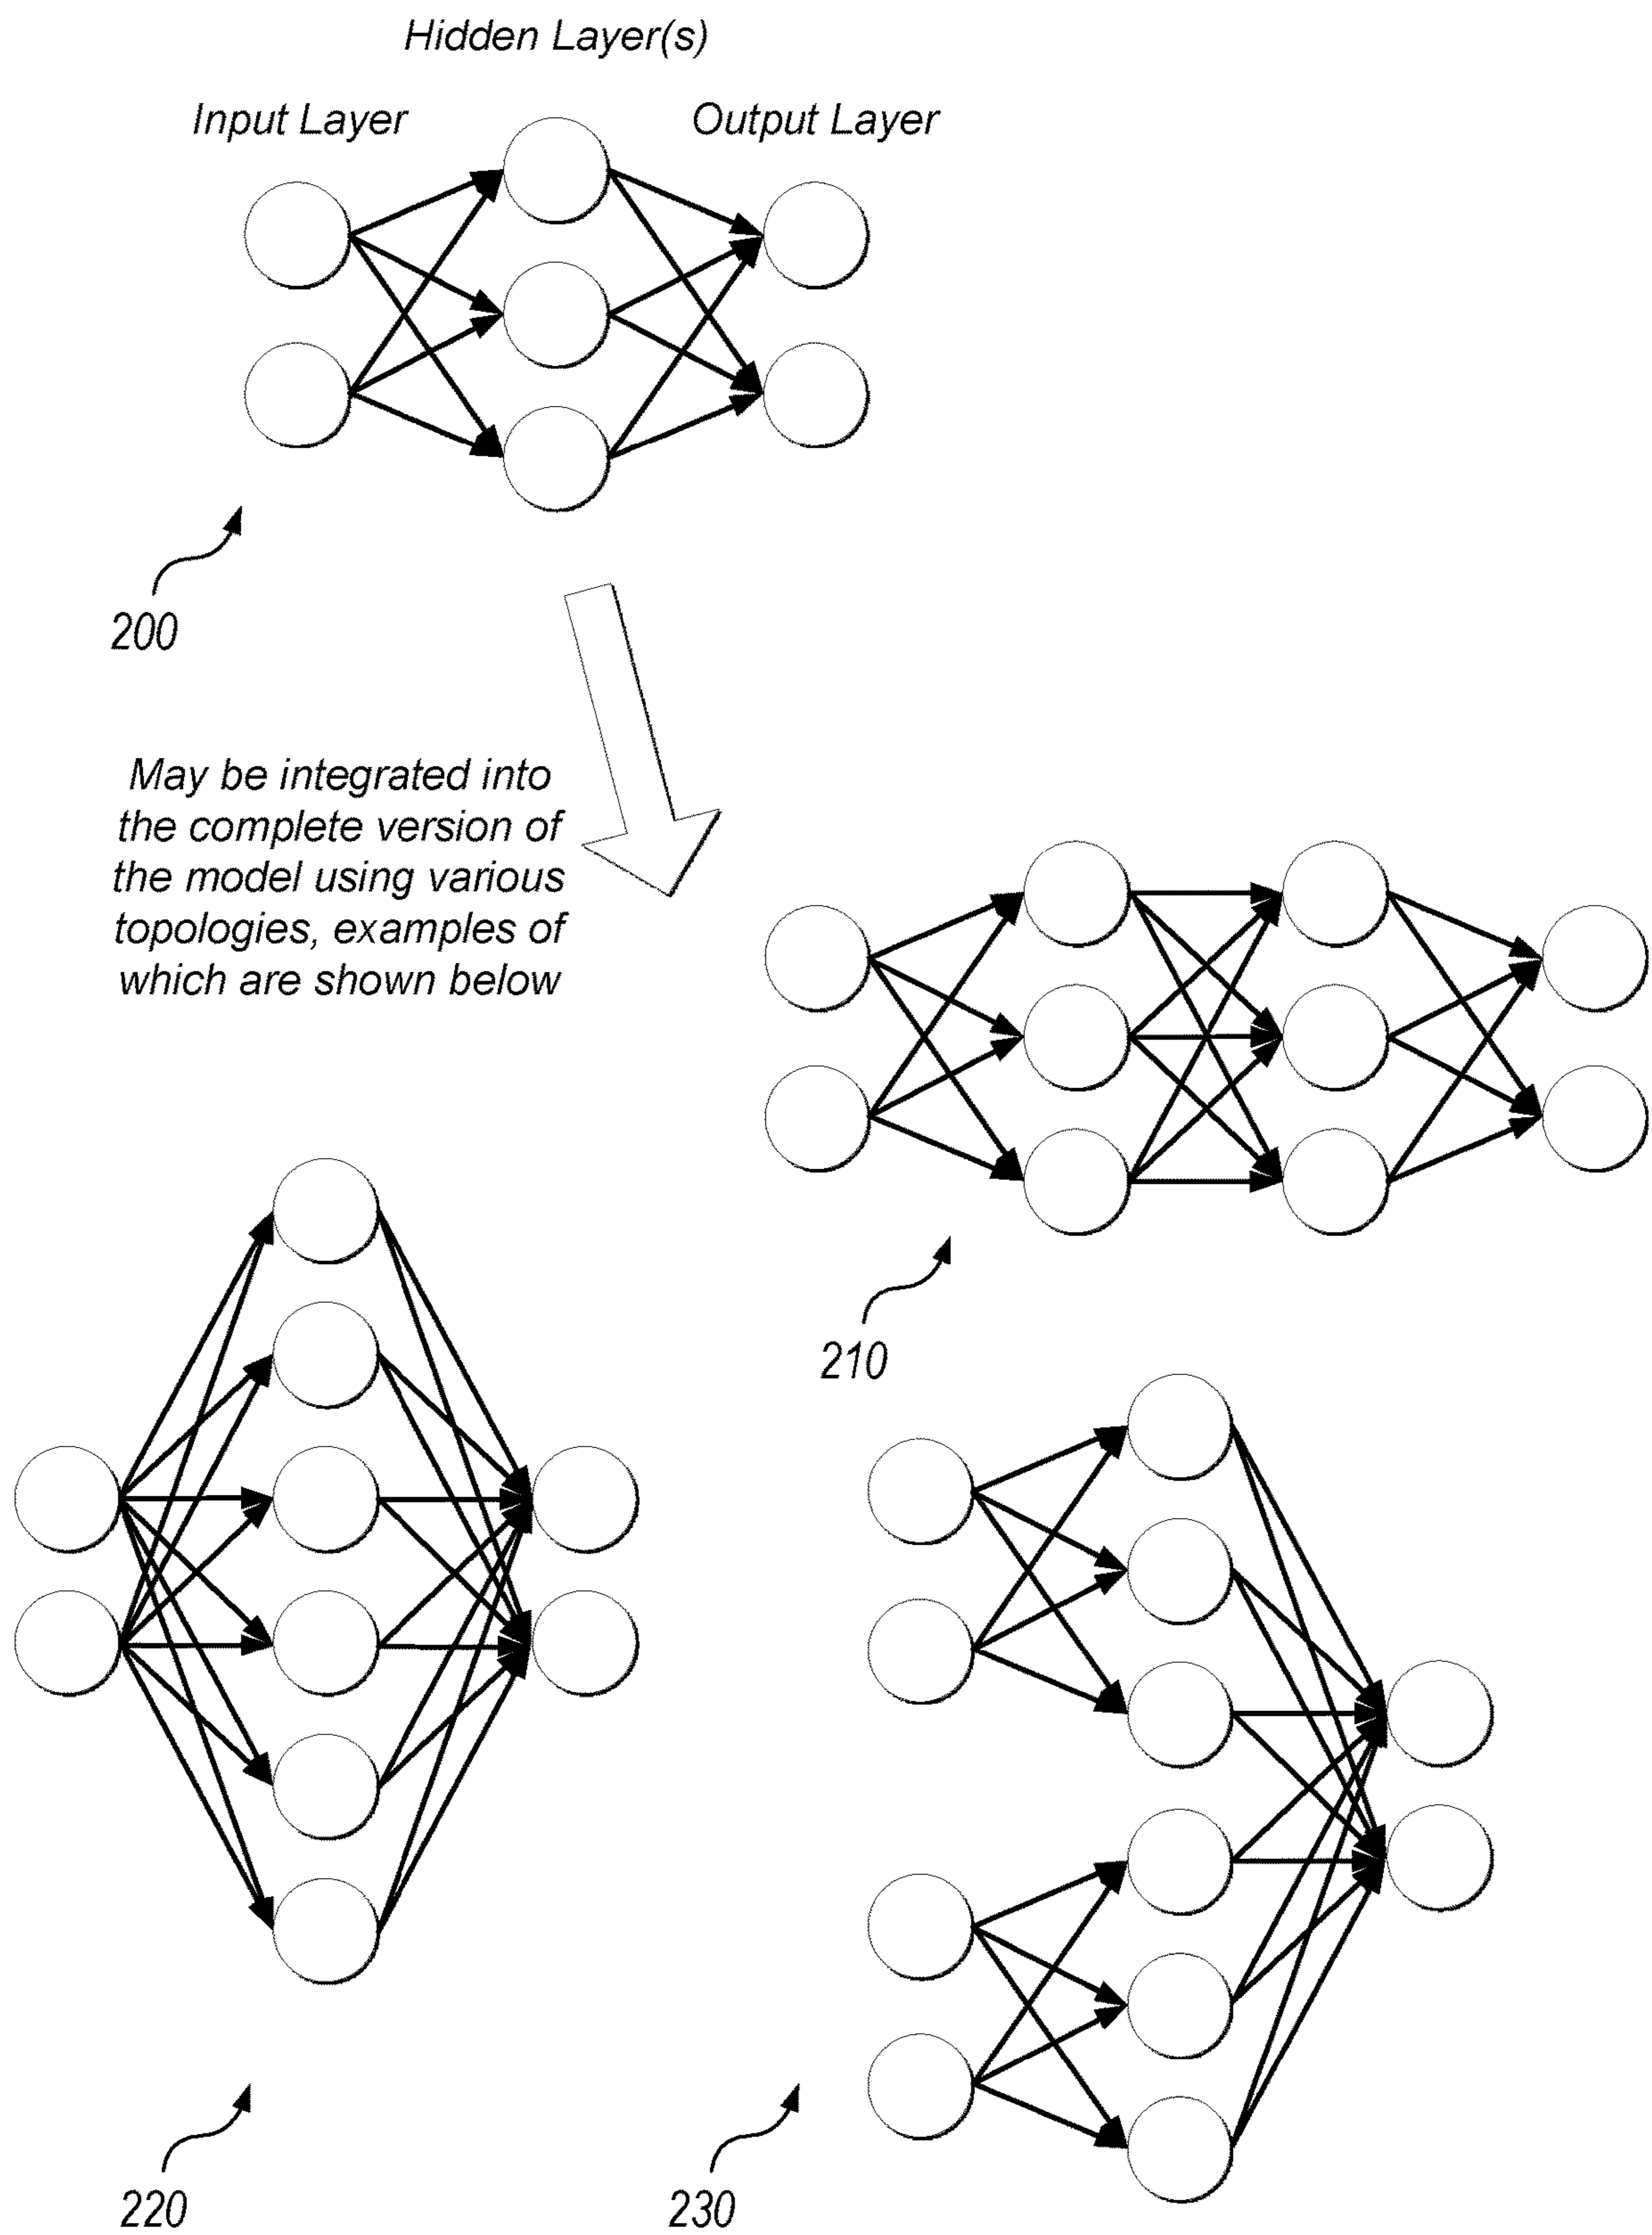 Hidden Layer(s)
Input Layer
Output Layer
200
May be integrated into
the complete version of
the model using various
topologies, examples of
which are shown below
210
220
230